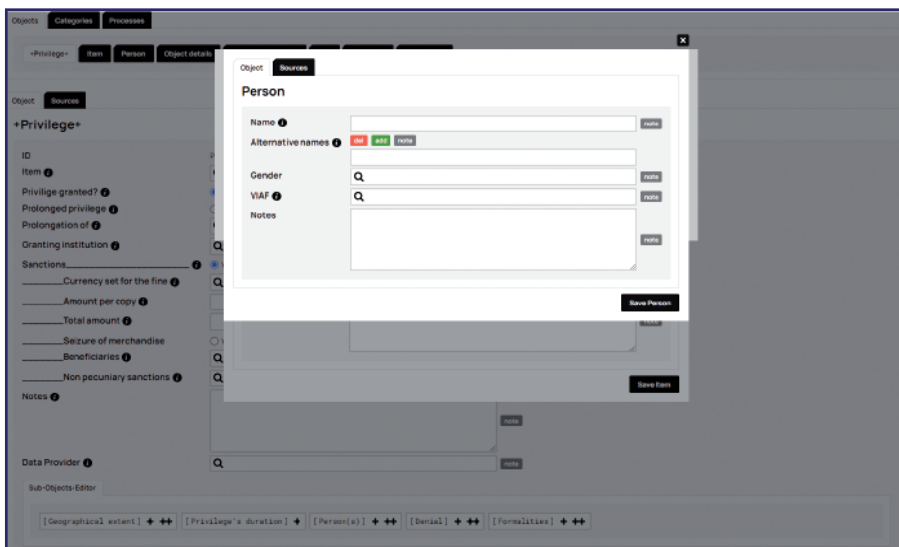 Objects Categories Processes
+Privilege+ Item Person Object details
Object Sources
Person
Name note
Alternative names del add note
Gender note
VIAF note
Notes note
Save Person
Object Sources
+Privilege+
ID
Item
Privilige granted?
Prolonged privilege
Prolongation of
Granting institution
Sanctions
Currency set for the fine
Amount per copy
Total amount
Seizure of merchandise
Beneficiaries
Non pecuniary sanctions
Save Item
Notes note
Data Provider note
Sub-Objects-Editor
[Geographical extent] + ++ [Privilege's duration] + [Person(s)] + ++ [Denial] + ++ [Formalities] + ++